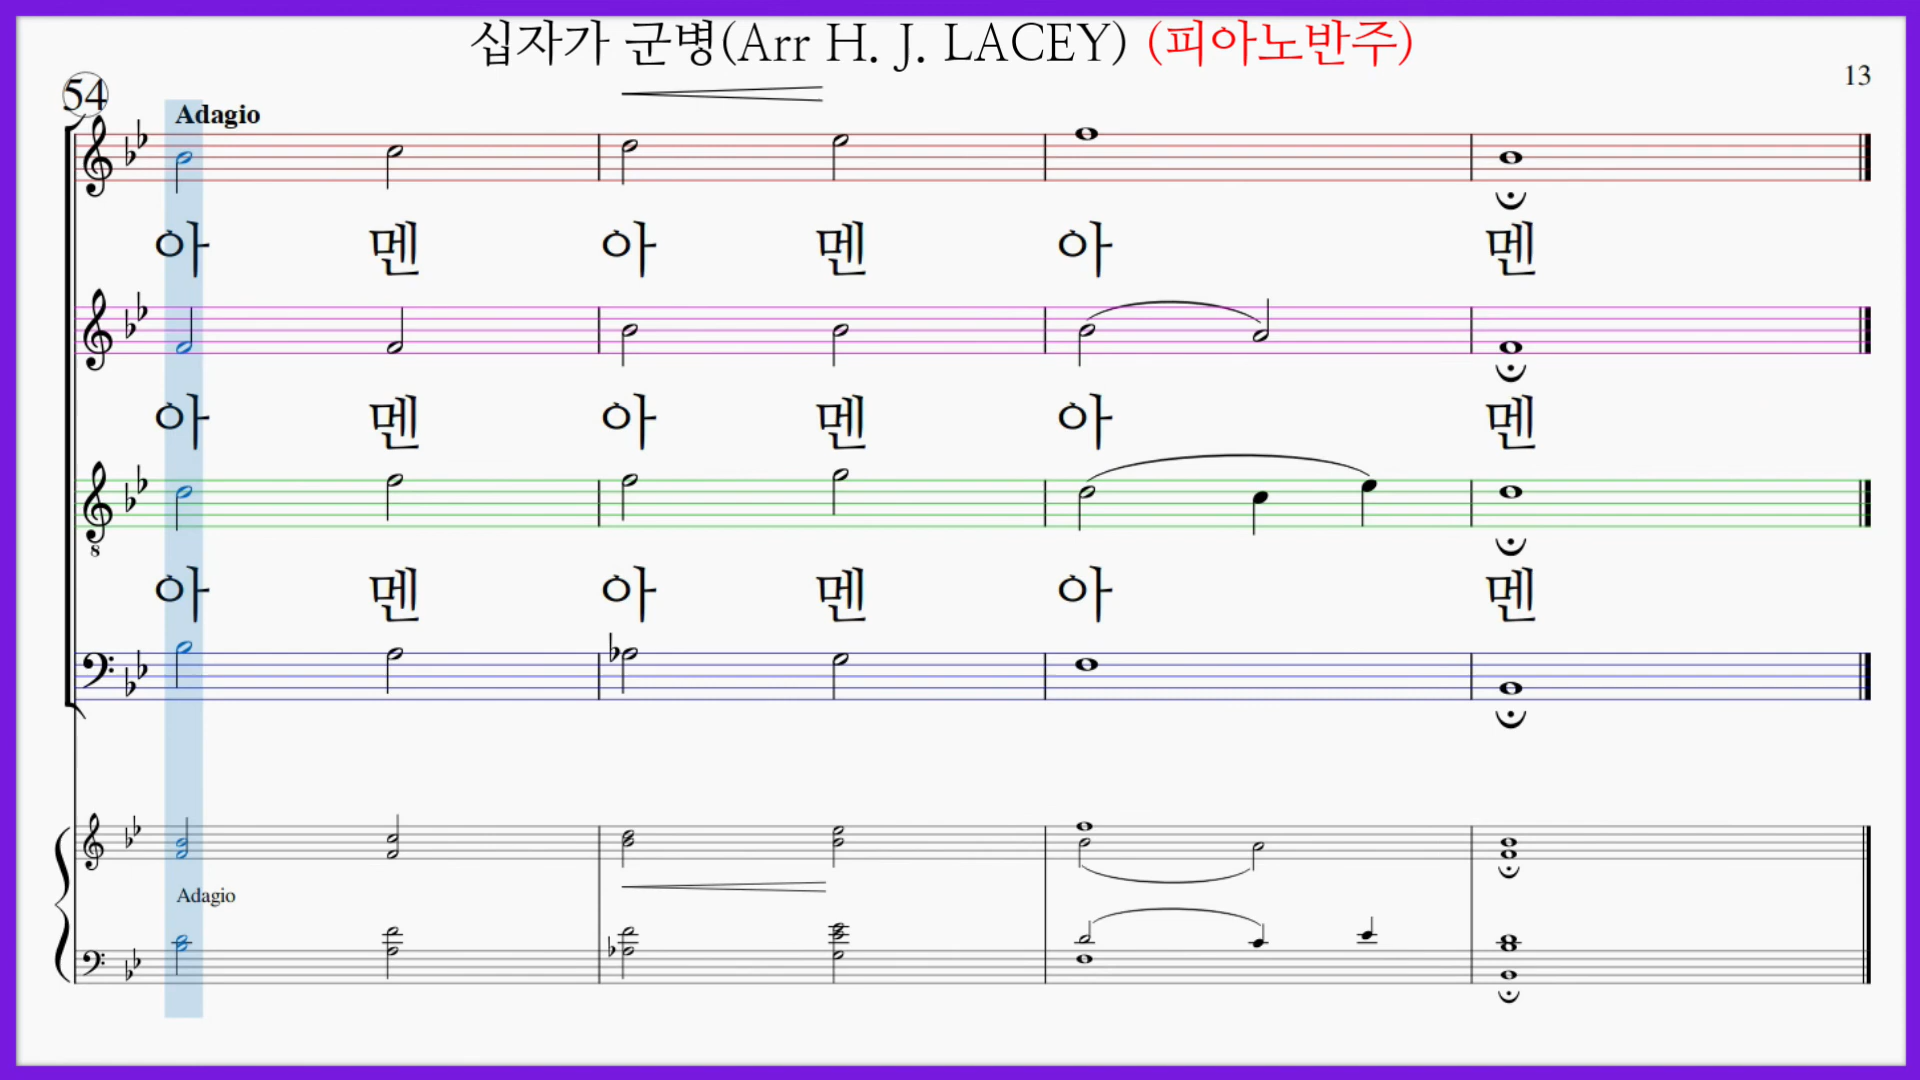 십자가 군병(Arr H. J. LACEY) (피아노반주)
13
54
Adagio
아 멘 아 멘 아 멘
아 멘 아 멘 아 멘
8
아 멘 아 멘 아 멘
Adagio